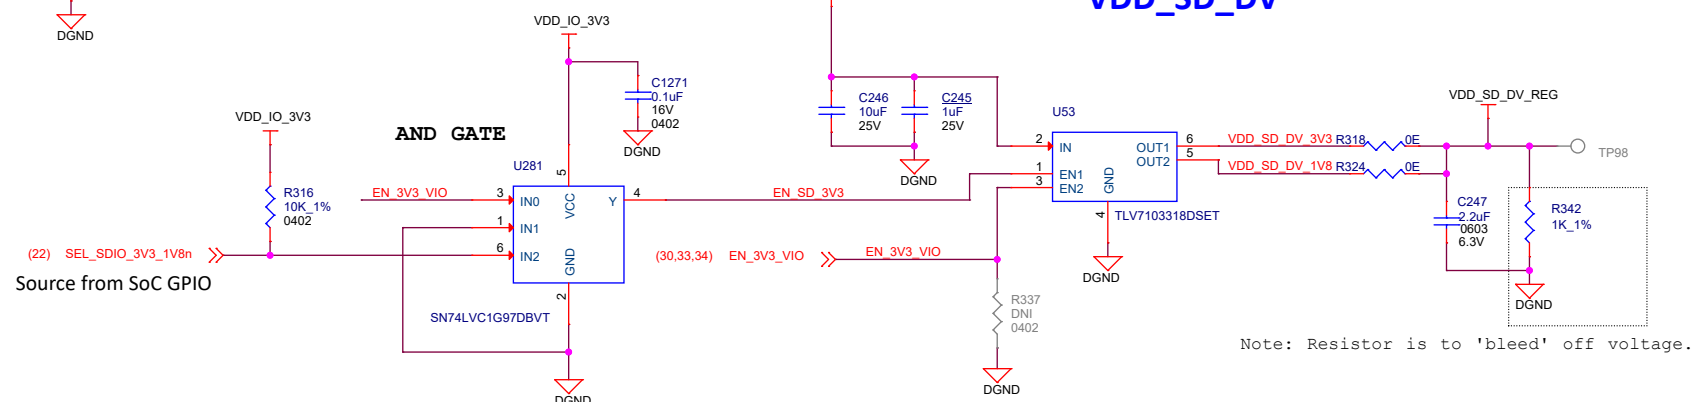 VDD_SD_DV
DGND
VDD_IO_3V3
C1271
0.1uF
16V
0402
DGND
VDD_IO_3V3
AND GATE
R316
10K_1%
0402
U281
5
VCC
EN_3V3_VIO
3
IN0
1
IN1
6
IN2
Y
4
GND
2
SN74LVC1G97DBVT
DGND
(22) SEL_SDIO_3V3_1V8n
Source from SoC GPIO
EN_SD_3V3
(30,33,34) EN_3V3_VIO
EN_3V3_VIO
R337
DNI
0402
DGND
C246
10uF
25V
C245
1uF
25V
DGND
U53
2
IN
1
EN1
3
EN2
OUT1
6
OUT2
5
GND
4
TLV7103318DSET
DGND
VDD_SD_DV_3V3
R318
0E
VDD_SD_DV_1V8
R324
0E
VDD_SD_DV_REG
TP98
C247
2.2uF
0603
6.3V
R342
1K_1%
DGND
Note: Resistor is to 'bleed' off voltage.